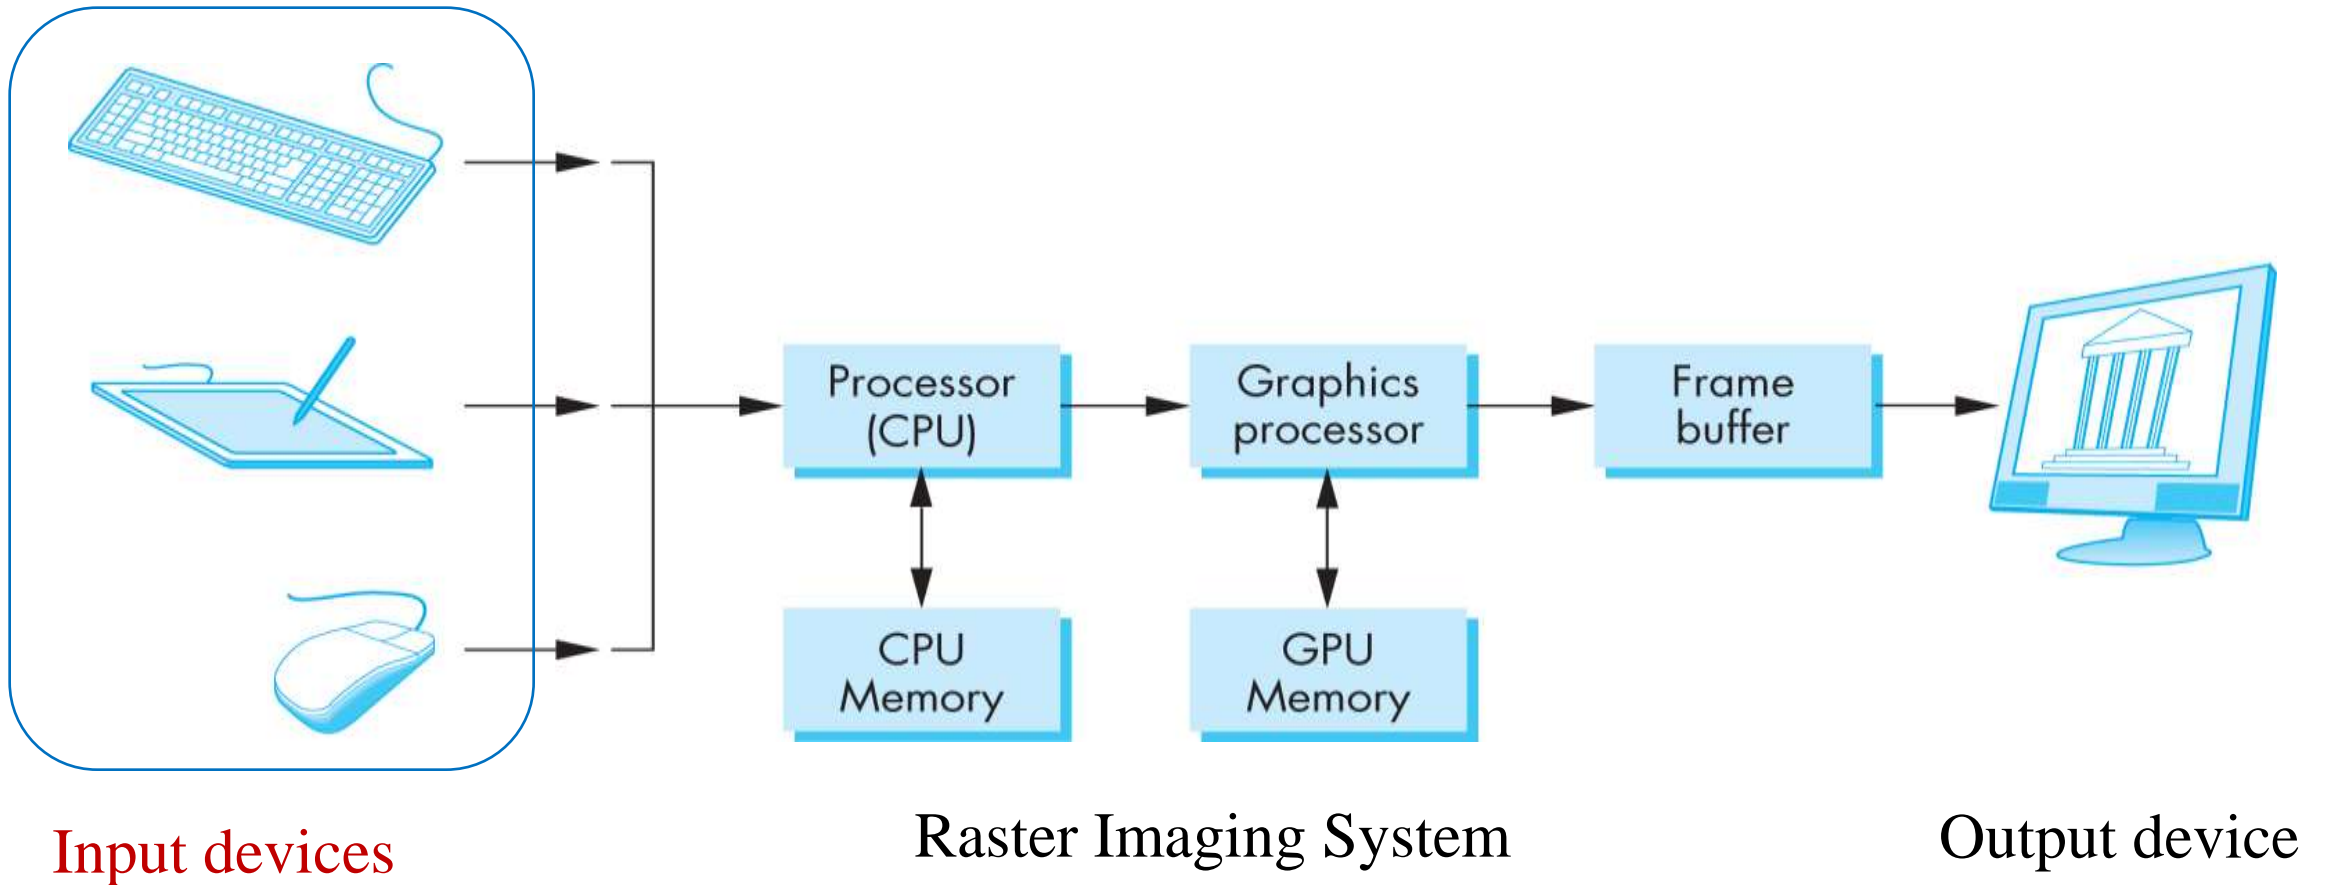 Processor
(CPU)
Graphics
processor
Frame
buffer
CPU
Memory
GPU
Memory
Input devices
Raster Imaging System
Output device